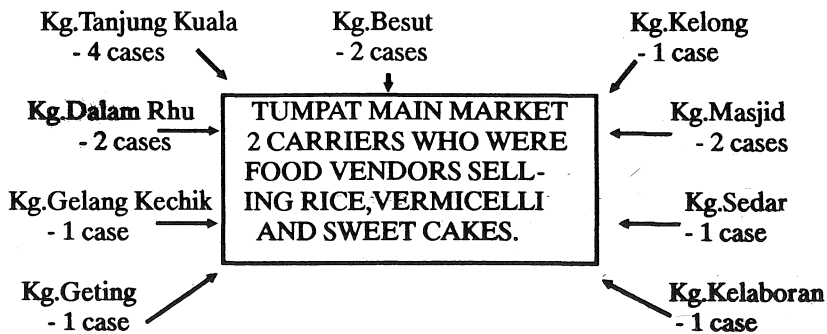 Kg.Tanjung Kuala
- 4 cases
Kg.Besut
- 2 cases
Kg.Kelong
- 1 case
Kg.Dalam Rhu
- 2 cases
TUMPAT MAIN MARKET
2 CARRIERS WHO WERE
FOOD VENDORS SELL-
ING RICE,VERMICELLI
AND SWEET CAKES.
Kg.Masjid
- 2 cases
Kg.Gelang Kechik
- 1 case
Kg.Sedar
- 1 case
Kg.Geting
- 1 case
Kg.Kelaboran
- 1 case